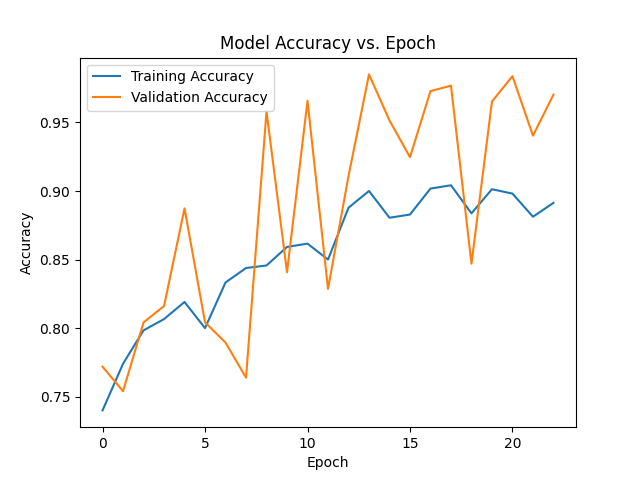 Model Accuracy vs. Epoch
Training Accuracy
Validation Accuracy
0.95
0.90
0.85
0.80
0.75
Accuracy
0 5 10 15 20
Epoch